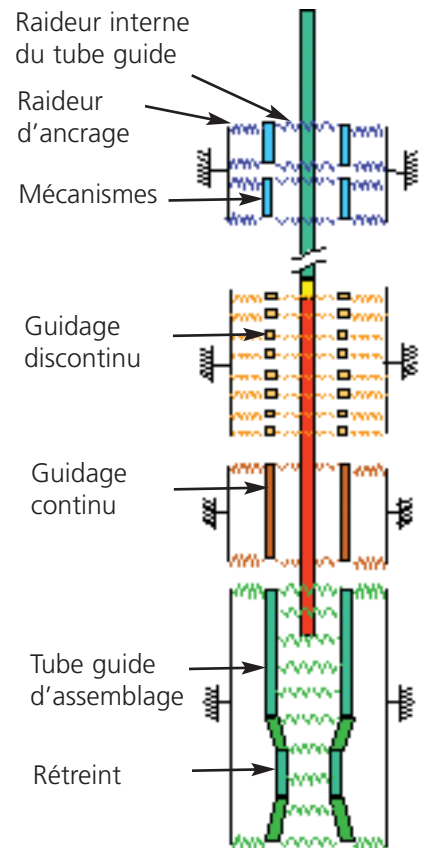 Raideur interne
du tube guide
Raideur
d’ancrage
Mécanismes
Guidage
discontinu
Guidage
continu
Tube guide
d’assemblage
Rétreint